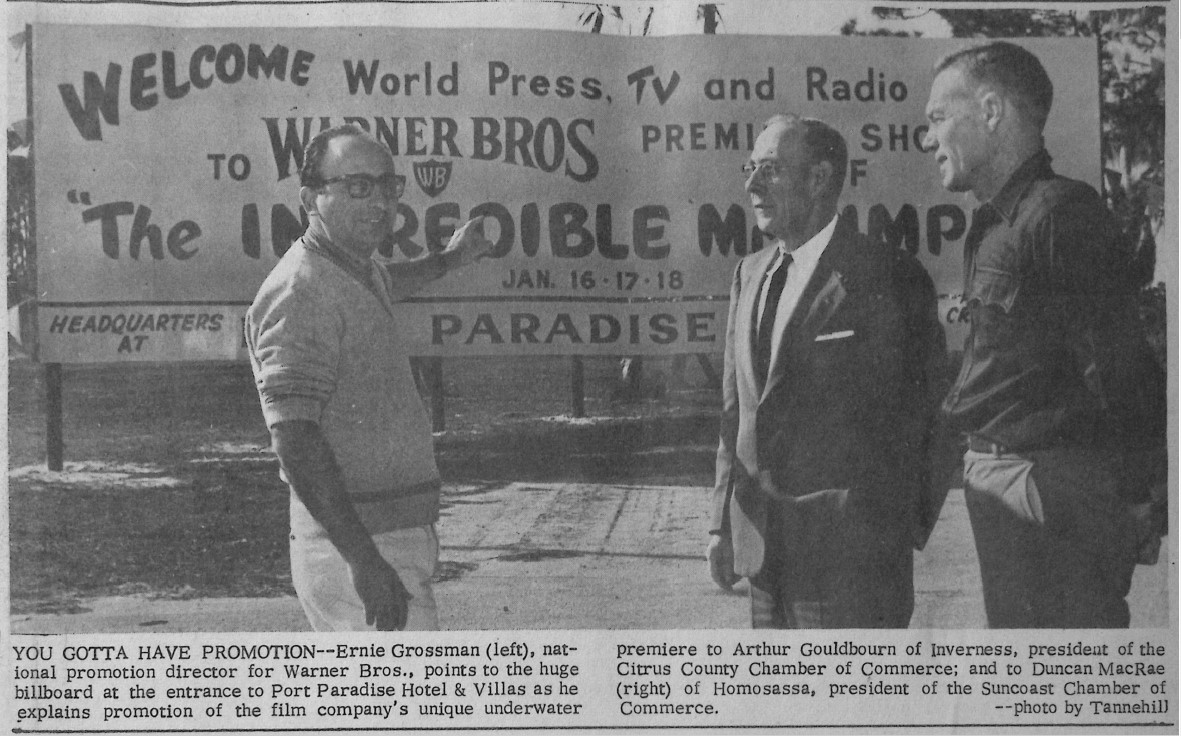 WELCOME World Press, TV and Radio
TO WARNER BROS PREMI SHO
WB F
"The IN REDIBLE M IMP
JAN. 16·17·18
HEADQUARTERS AT PARADISE CR
YOU GOTTA HAVE PROMOTION--Ernie Grossman (left), nat-
ional promotion director for Warner Bros., points to the huge
billboard at the entrance to Port Paradise Hotel & Villas as he
explains promotion of the film company's unique underwater
premiere to Arthur Gouldbourn of Inverness, president of the
Citrus County Chamber of Commerce; and to Duncan MacRae
(right) of Homosassa, president of the Suncoast Chamber of
Commerce. --photo by Tannehill